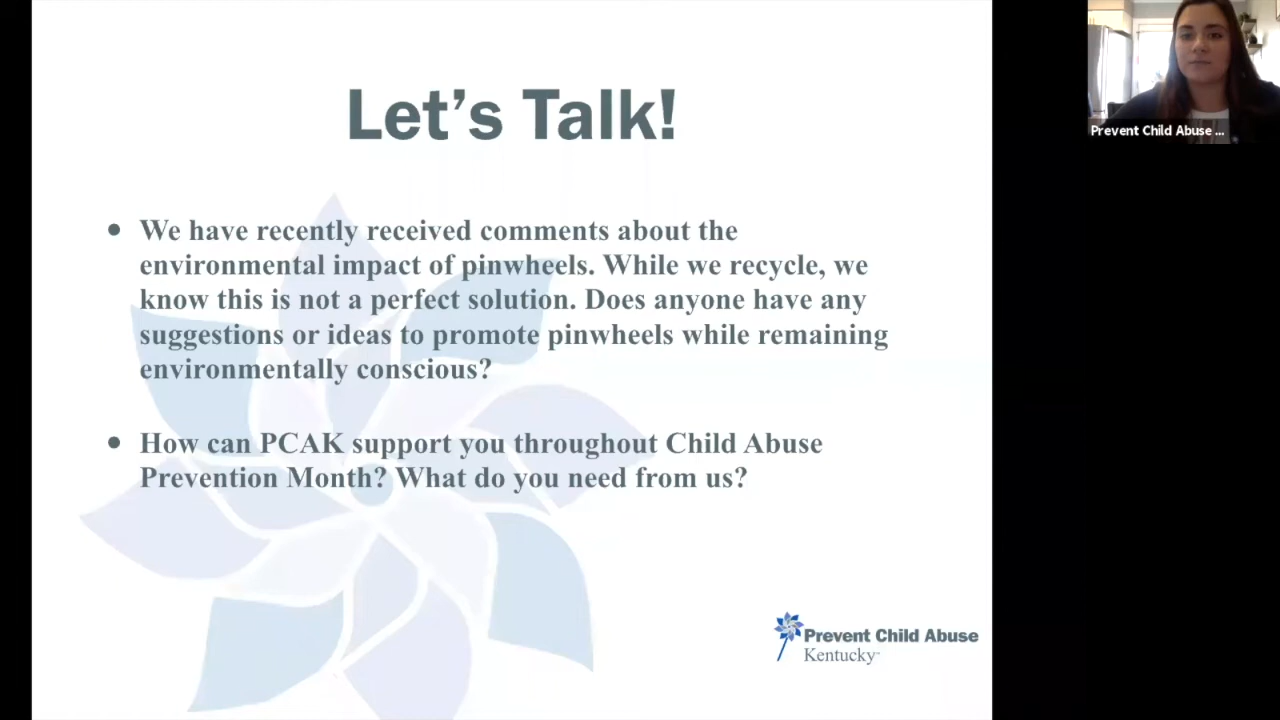 Let's Talk!
• We have recently received comments about the
environmental impact of pinwheels. While we recycle, we
know this is not a perfect solution. Does anyone have any
suggestions or ideas to promote pinwheels while remaining
environmentally conscious?
• How can PCAK support you throughout Child Abuse
Prevention Month? What do you need from us?
Prevent Child Abuse
Kentucky™
Prevent Child Abuse ...